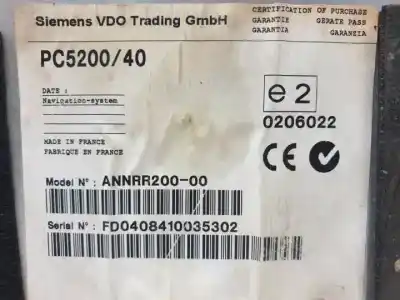 Siemens VDO Trading GmbH
CERTIFICATION OF PURCHASE
GARANTIE GERATE PASS
GARANTIA GARANZIA
PC5200/40
DATE :
Navigation-system
e2
0206022
MADE IN FRANCE
FABRIQUE EN FRANCE
CE
Model N° : ANNRR200-00
Serial N° : FD0408410035302